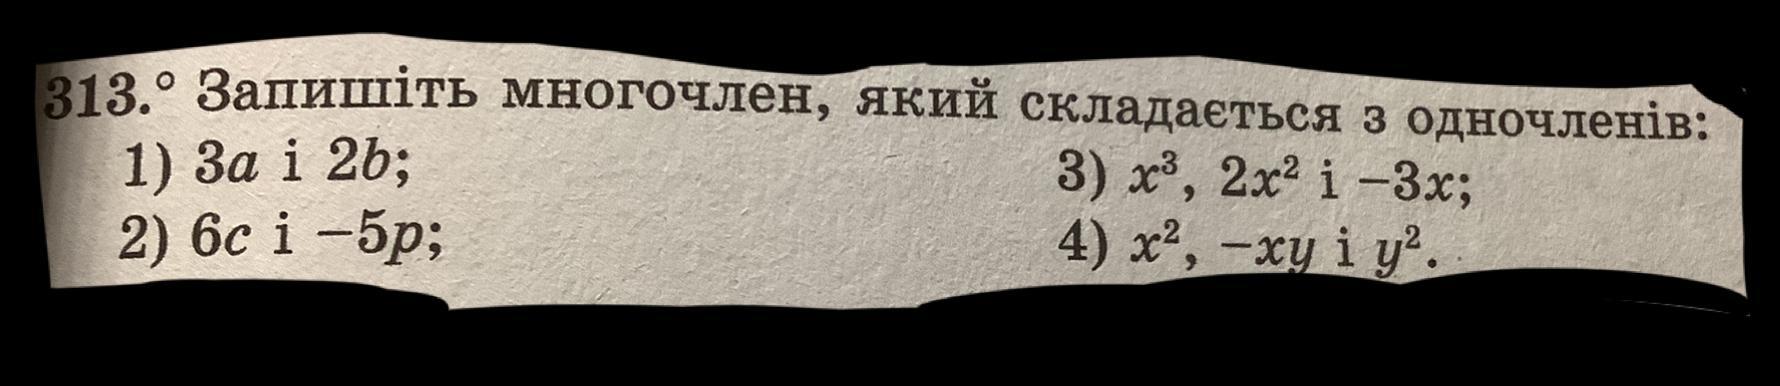 313.° Запишіть многочлен, який складається з одночленів:
1) 3a і 2b;
2) 6c і −5p;
3) x³, 2x² і −3x;
4) x², −xy і y².